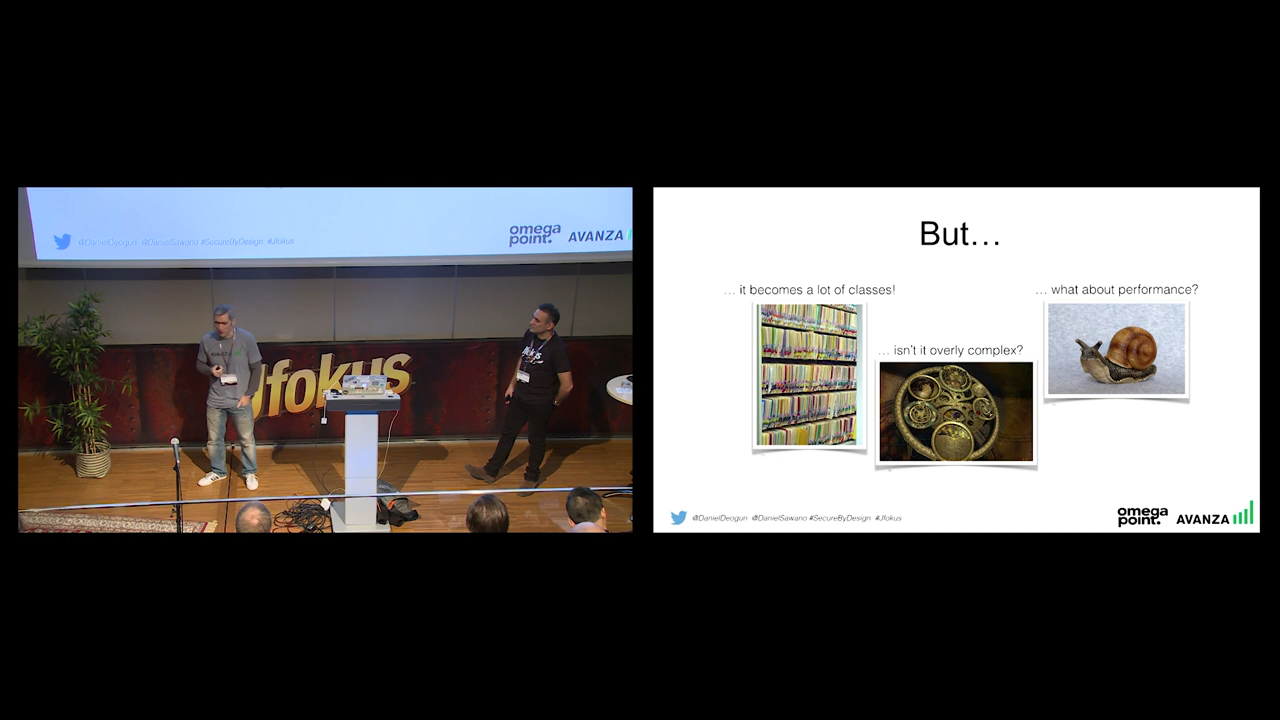 @DanielDeogun @DanielSawano #SecureByDesign #Jfokus
omega
point.
AVANZA
Jfokus
But…
… it becomes a lot of classes!
… what about performance?
… isn't it overly complex?
@DanielDeogun @DanielSawano #SecureByDesign #Jfokus
omega
point.
AVANZA